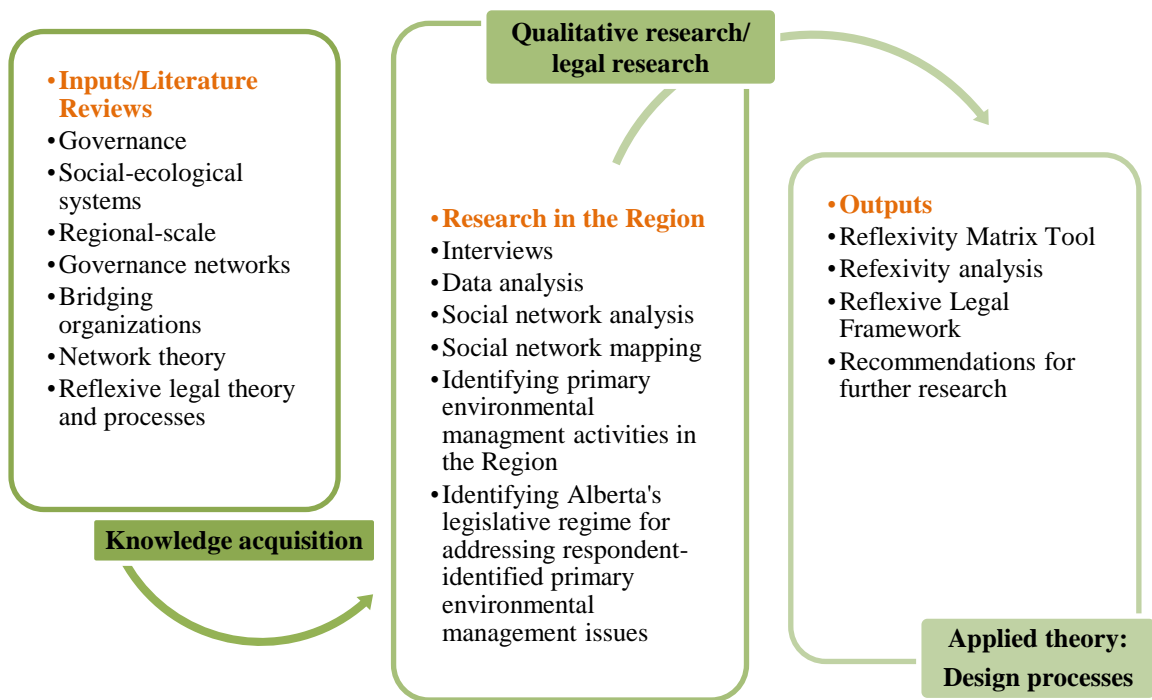 •Inputs/Literature
Reviews
•Governance
•Social-ecological
systems
•Regional-scale
•Governance networks
•Bridging
organizations
•Network theory
•Reflexive legal theory
and processes
Knowledge acquisition
Qualitative research/
legal research
•Research in the Region
•Interviews
•Data analysis
•Social network analysis
•Social network mapping
•Identifying primary
environmental
managment activities in
the Region
•Identifying Alberta's
legislative regime for
addressing respondent-
identified primary
environmental
management issues
•Outputs
•Reflexivity Matrix Tool
•Refexivity analysis
•Reflexive Legal
Framework
•Recommendations for
further research
Applied theory:
Design processes